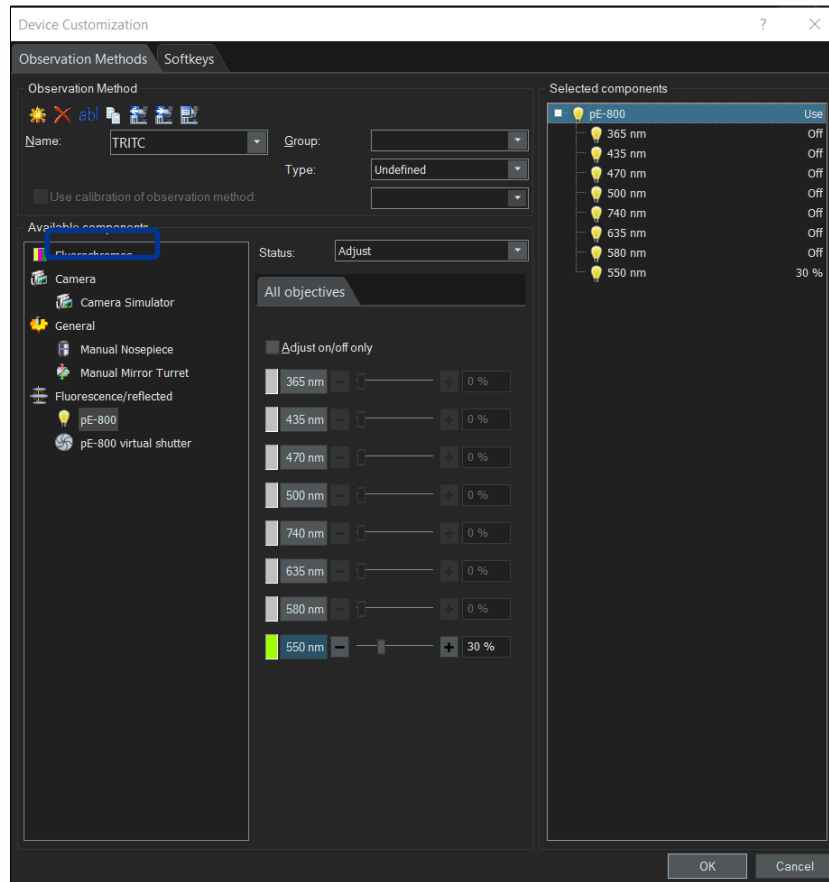 Device Customization ? ×
Observation Methods Softkeys
Observation Method
abl
Name: TRITC
Group:
Type: Undefined
Use calibration of observation method:
Available components
Fluorochromes
Camera
Camera Simulator
General
Manual Nosepiece
Manual Mirror Turret
Fluorescence/reflected
pE-800
pE-800 virtual shutter
Status: Adjust
All objectives
Adjust on/off only
365 nm - + 0 %
435 nm - + 0 %
470 nm - + 0 %
500 nm - + 0 %
740 nm - + 0 %
635 nm - + 0 %
580 nm - + 0 %
550 nm - + 30 %
Selected components
pE-800 Use
365 nm Off
435 nm Off
470 nm Off
500 nm Off
740 nm Off
635 nm Off
580 nm Off
550 nm 30 %
OK Cancel